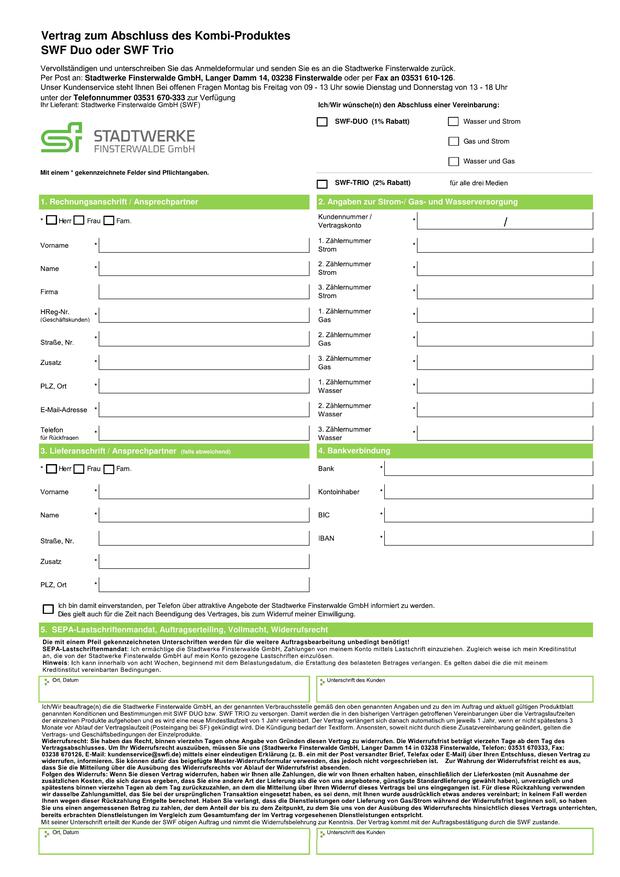 Vertrag zum Abschluss des Kombi-Produktes
SWF Duo oder SWF Trio
Vervollständigen und unterschreiben Sie das Anmeldeformular und senden Sie es an die Stadtwerke Finsterwalde zurück.
Per Post an: Stadtwerke Finsterwalde GmbH, Langer Damm 14, 03238 Finsterwalde oder per Fax an 03531 610-126.
Unser Kundenservice steht Ihnen Bei offenen Fragen Montag bis Freitag von 09 - 13 Uhr sowie Dienstag und Donnerstag von 13 - 18 Uhr
unter der Telefonnummer 03531 670-333 zur Verfügung
Ihr Lieferant: Stadtwerke Finsterwalde GmbH (SWF)
STADTWERKE
FINSTERWALDE GmbH
Mit einem * gekennzeichnete Felder sind Pflichtangaben.
Ich/Wir wünsche(n) den Abschluss einer Vereinbarung:
SWF-DUO (1% Rabatt)
Wasser und Strom
Gas und Strom
Wasser und Gas
SWF-TRIO (2% Rabatt) für alle drei Medien
1. Rechnungsanschrift / Ansprechpartner
* Herr Frau Fam.
Vorname *
Name *
Firma
HReg-Nr. *
(Geschäftskunden)
Straße, Nr. *
Zusatz *
PLZ, Ort *
E-Mail-Adresse *
Telefon *
für Rückfragen
2. Angaben zur Strom-/ Gas- und Wasserversorgung
Kundennummer / * /
Vertragskonto
1. Zählernummer *
Strom
2. Zählernummer *
Strom
3. Zählernummer *
Strom
1. Zählernummer *
Gas
2. Zählernummer *
Gas
3. Zählernummer *
Gas
1. Zählernummer *
Wasser
2. Zählernummer *
Wasser
3. Zählernummer *
Wasser
3. Lieferanschrift / Ansprechpartner (falls abweichend)
* Herr Frau Fam.
Vorname *
Name *
Straße, Nr. *
Zusatz *
PLZ, Ort *
4. Bankverbindung
Bank *
Kontoinhaber *
BIC *
IBAN *
Ich bin damit einverstanden, per Telefon über attraktive Angebote der Stadtwerke Finsterwalde GmbH informiert zu werden.
Dies gielt auch für die Zeit nach Beendigung des Vertrages, bis zum Widerruf meiner Einwilligung.
5. SEPA-Lastschriftenmandat, Auftragserteilung, Vollmacht, Widerrufsrecht
Die mit einem Pfeil gekennzeichneten Unterschriften werden für die weitere Auftragsbearbeitung unbedingt benötigt!
SEPA-Lastschriftenmandat: Ich ermächtige die Stadtwerke Finsterwalde GmbH, Zahlungen von meinem Konto mittels Lastschrift einzuziehen. Zugleich weise ich mein Kreditinstitut
an, die von der Stadtwerke Finsterwalde GmbH auf mein Konto gezogene Lastschriften einzulösen.
Hinweis: Ich kann innerhalb von acht Wochen, beginnend mit dem Belastungsdatum, die Erstattung des belasteten Betrages verlangen. Es gelten dabei die die mit meinem
Kreditinstitut vereinbarten Bedingungen.
Ort, Datum
Unterschrift des Kunden
Ich/Wir beauftrage(n) die die Stadtwerke Finsterwalde GmbH, an der genannten Verbrauchsstelle gemäß den oben genannten Angaben und zu den im Auftrag und aktuell gültigen Produktblatt
genannten Konditionen und Bestimmungen mit SWF DUO bzw. SWF TRIO zu versorgen. Damit werden die in den bisherigen Verträgen getroffenen Vereinbarungen über die Vertragslaufzeiten
der einzelnen Produkte aufgehoben und es wird eine neue Mindestlaufzeit von 1 Jahr vereinbart. Der Vertrag verlängert sich danach automatisch um jeweils 1 Jahr, wenn er nicht spätestens 3
Monate vor Ablauf der Vertragslaufzeit (Posteingang bei SF) gekündigt wird. Die Kündigung bedarf der Textform. Ansonsten, soweit nicht durch diese Zusatzvereinbarung geändert, gelten die
Vertrags- und Geschäftsbedingungen der Einzelprodukte.
Widerrufsrecht: Sie haben das Recht, binnen vierzehn Tagen ohne Angabe von Gründen diesen Vertrag zu widerrufen. Die Widerrufsfrist beträgt vierzehn Tage ab dem Tag des
Vertragsabschlusses. Um Ihr Widerrufsrecht auszuüben, müssen Sie uns (Stadtwerke Finsterwalde GmbH, Langer Damm 14 in 03238 Finsterwalde, Telefon: 03531 670333, Fax:
03238 670126, E-Mail: kundenservice@swfi.de) mittels einer eindeutigen Erklärung (z. B. ein mit der Post versandter Brief, Telefax oder E-Mail) über Ihren Entschluss, diesen Vertrag zu
widerrufen, informieren. Sie können dafür das beigefügte Muster-Widerrufsformular verwenden, das jedoch nicht vorgeschrieben ist. Zur Wahrung der Widerrufsfrist reicht es aus,
dass Sie die Mitteilung über die Ausübung des Widerrufsrechts vor Ablauf der Widerrufsfrist absenden.
Folgen des Widerrufs: Wenn Sie diesen Vertrag widerrufen, haben wir Ihnen alle Zahlungen, die wir von Ihnen erhalten haben, einschließlich der Lieferkosten (mit Ausnahme der
zusätzlichen Kosten, die sich daraus ergeben, dass Sie eine andere Art der Lieferung als die von uns angebotene, günstigste Standardlieferung gewählt haben), unverzüglich und
spätestens binnen vierzehn Tagen ab dem Tag zurückzuzahlen, an dem die Mitteilung über Ihren Widerruf dieses Vertrags bei uns eingegangen ist. Für diese Rückzahlung verwenden
wir dasselbe Zahlungsmittel, das Sie bei der ursprünglichen Transaktion eingesetzt haben, es sei denn, mit Ihnen wurde ausdrücklich etwas anderes vereinbart; in keinem Fall werden
Ihnen wegen dieser Rückzahlung Entgelte berechnet. Haben Sie verlangt, dass die Dienstleistungen oder Lieferung von Gas/Strom während der Widerrufsfrist beginnen soll, so haben
Sie uns einen angemessenen Betrag zu zahlen, der dem Anteil der bis zu dem Zeitpunkt, zu dem Sie uns von der Ausübung des Widerrufsrechts hinsichtlich dieses Vertrags unterrichten,
bereits erbrachten Dienstleistungen im Vergleich zum Gesamtumfang der im Vertrag vorgesehenen Dienstleistungen entspricht.
Mit seiner Unterschrift erteilt der Kunde der SWF obigen Auftrag und nimmt die Widerrufsbelehrung zur Kenntnis. Der Vertrag kommt mit der Auftragsbestätigung durch die SWF zustande.
Ort, Datum
Unterschrift des Kunden